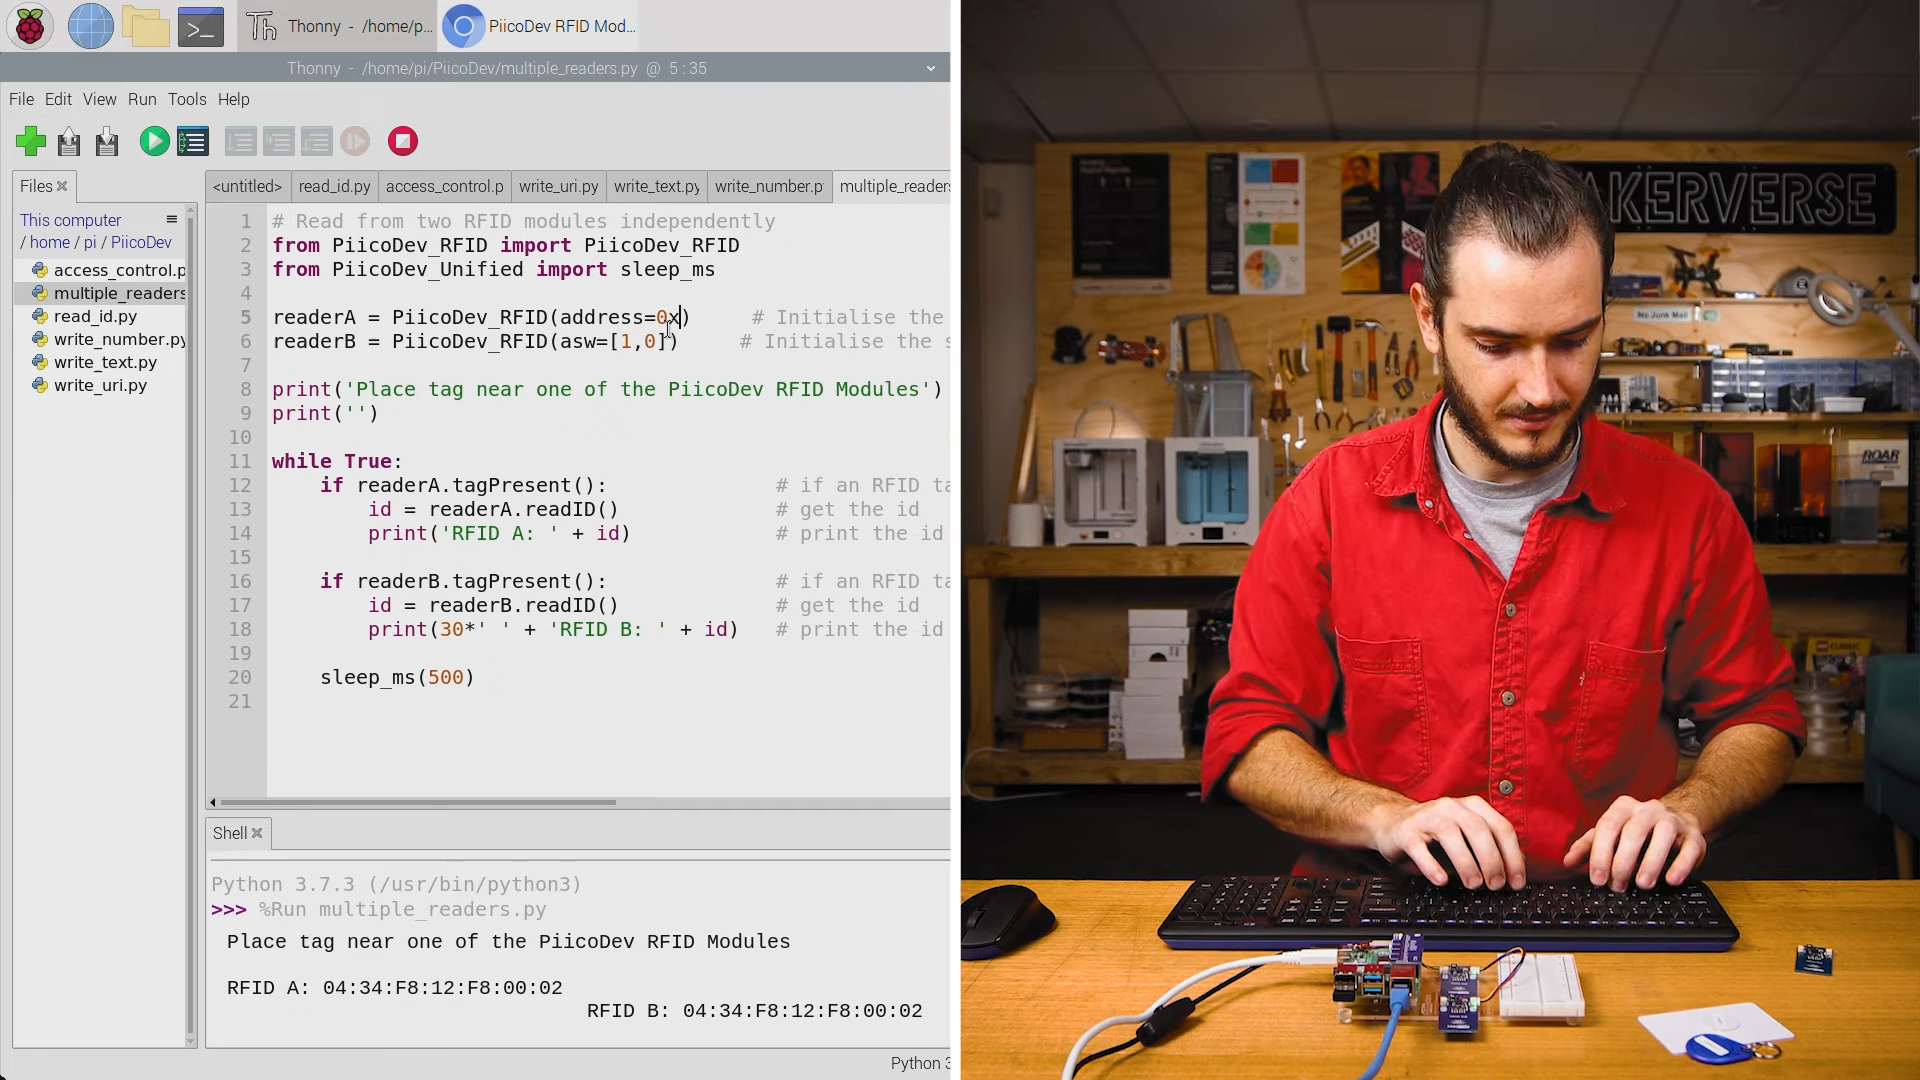 Thonny - /home/p...
PiicoDev RFID Mod...
Thonny - /home/pi/PiicoDev/multiple_readers.py @ 5 : 35
File Edit View Run Tools Help
Files
<untitled> read_id.py access_control.p write_uri.py write_text.py write_number.p multiple_readers
This computer
/ home / pi / PiicoDev
access_control.p
multiple_readers
read_id.py
write_number.py
write_text.py
write_uri.py
1 # Read from two RFID modules independently
2 from PiicoDev_RFID import PiicoDev_RFID
3 from PiicoDev_Unified import sleep_ms
4
5 readerA = PiicoDev_RFID(address=0x) # Initialise the
6 readerB = PiicoDev_RFID(asw=[1,0]) # Initialise the s
7
8 print('Place tag near one of the PiicoDev RFID Modules')
9 print('')
10
11 while True:
12 if readerA.tagPresent(): # if an RFID ta
13 id = readerA.readID() # get the id
14 print('RFID A: ' + id) # print the id
15
16 if readerB.tagPresent(): # if an RFID ta
17 id = readerB.readID() # get the id
18 print(30*' ' + 'RFID B: ' + id) # print the id
19
20 sleep_ms(500)
21
Shell
Python 3.7.3 (/usr/bin/python3)
>>> %Run multiple_readers.py
Place tag near one of the PiicoDev RFID Modules
RFID A: 04:34:F8:12:F8:00:02
RFID B: 04:34:F8:12:F8:00:02
Python 3
AKERVERSE
No Junk Mail
ROAR